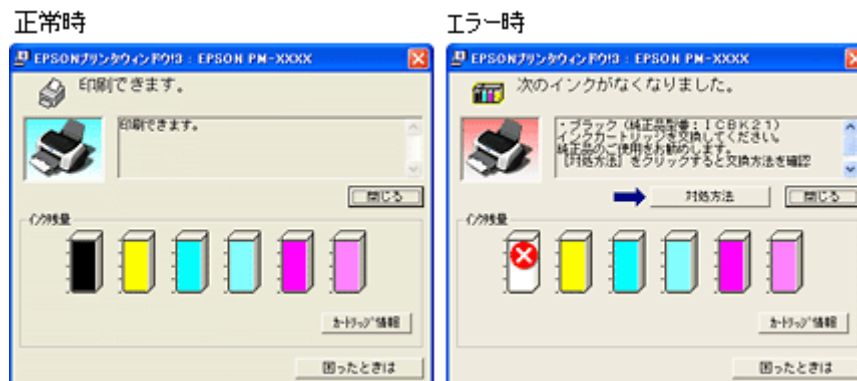 正常時
EPSONプリンタウィンドウ!3 : EPSON PM-XXXX
印刷できます。
印刷できます。
閉じる
インク残量
カートリッジ情報
困ったときは
エラー時
EPSONプリンタウィンドウ!3 : EPSON PM-XXXX
次のインクがなくなりました。
・ブラック（純正品型番：ICBK21）
インクカートリッジを交換してください。
純正品のご使用をお勧めします。
[対処方法] をクリックすると交換方法を確認
対処方法
閉じる
インク残量
カートリッジ情報
困ったときは